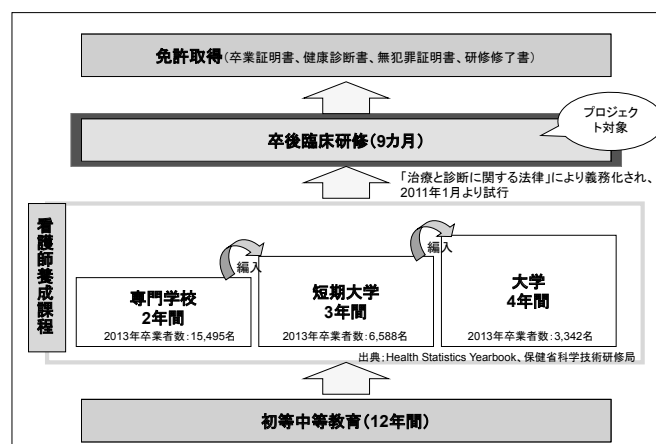 免許取得(卒業証明書、健康診断書、無犯罪証明書、研修修了書)
プロジェク
ト対象
卒後臨床研修(9カ月)
「治療と診断に関する法律」により義務化され、
2011年1月より試行
看護師養成課程
編入
編入
専門学校
2年間
2013年卒業者数:15,495名
短期大学
3年間
2013年卒業者数:6,588名
大学
4年間
2013年卒業者数:3,342名
出典:Health Statistics Yearbook、保健省科学技術研修局
初等中等教育(12年間)